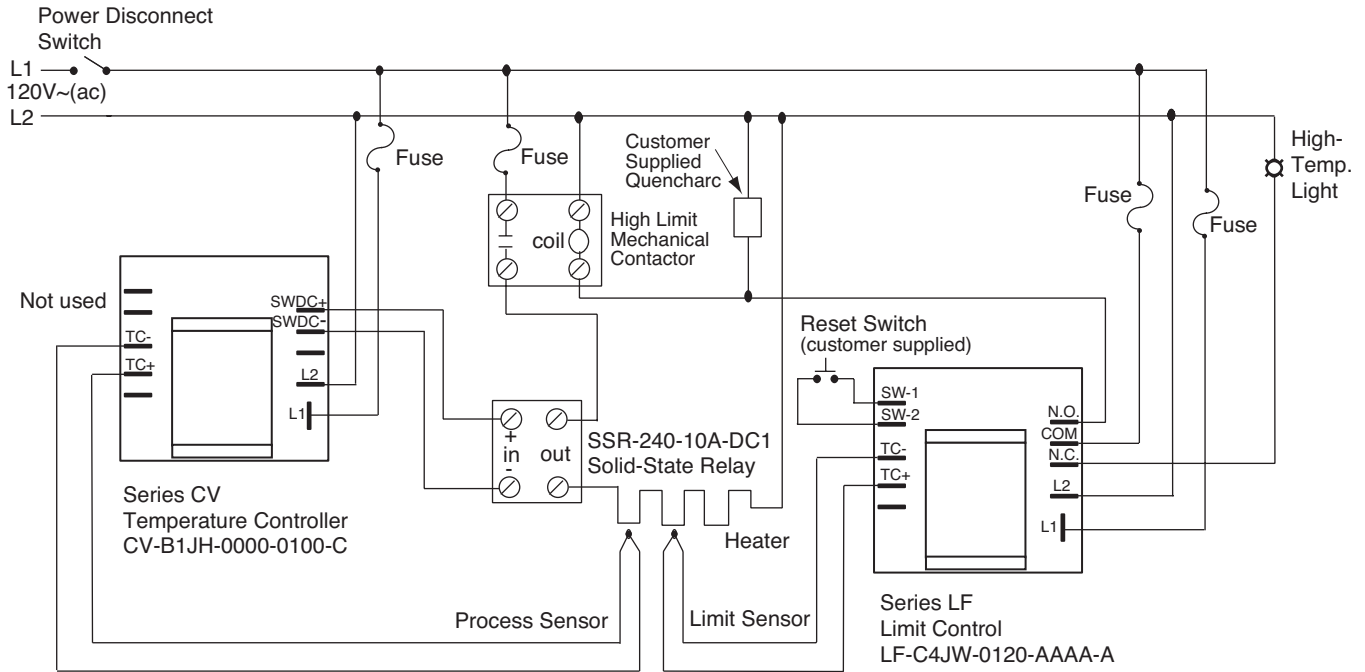 Power Disconnect
Switch
L1
120V~(ac)
L2
Fuse
Fuse
Customer
Supplied
Quencharc
Fuse
Fuse
High-
Temp.
Light
coil
High Limit
Mechanical
Contactor
Not used
TC-
TC+
SWDC+
SWDC-
L2
L1
Series CV
Temperature Controller
CV-B1JH-0000-0100-C
+
in
-
out
SSR-240-10A-DC1
Solid-State Relay
Heater
Reset Switch
(customer supplied)
SW-1
SW-2
TC-
TC+
N.O.
COM
N.C.
L2
L1
Process Sensor
Limit Sensor
Series LF
Limit Control
LF-C4JW-0120-AAAA-A